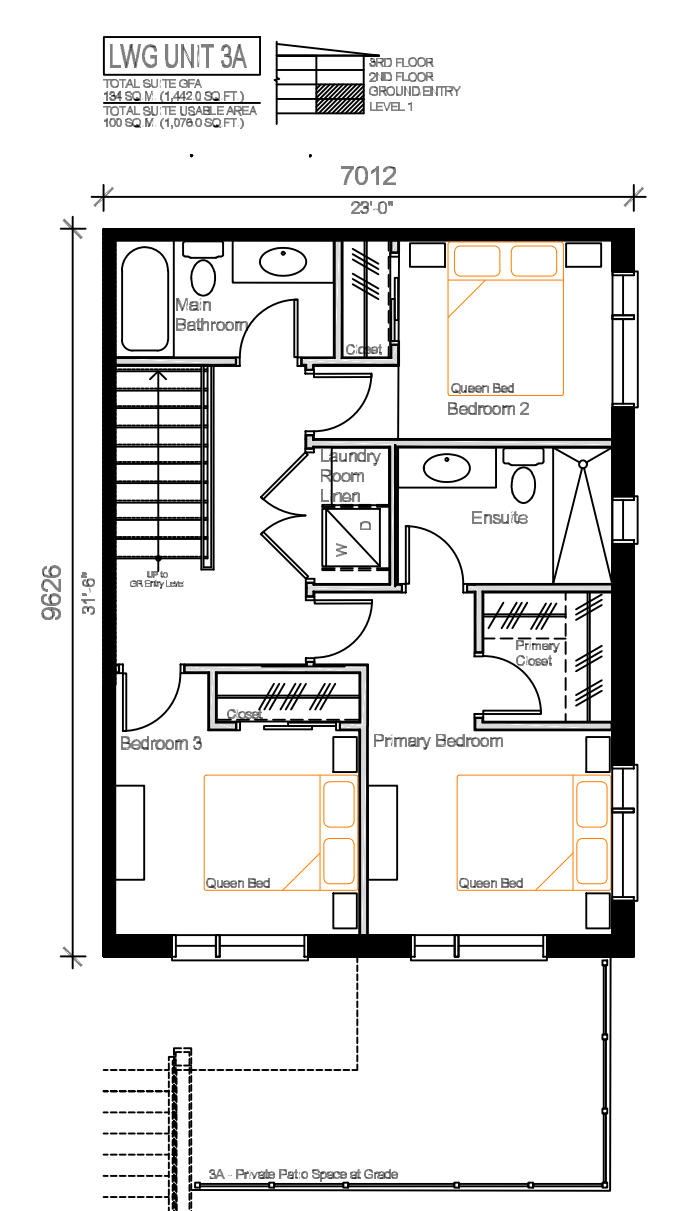 LWG UNIT 3A
TOTAL SUITE GFA
134 SQ M. (1,442.0 SQ FT.)
TOTAL SUITE USABLE AREA
100 SQ M. (1,076.0 SQ FT.)
3RD FLOOR
2ND FLOOR
GROUND ENTRY
LEVEL 1
7012
23'-0"
Main
Bathroom
Closet
Queen Bed
Bedroom 2
Laundry
Room
Linen
D
W
Ensuite
UP to
GR Entry Level
9626
31'-6"
Primary
Closet
Closet
Bedroom 3
Primary Bedroom
Queen Bed
Queen Bed
3A - Private Patio Space at Grade